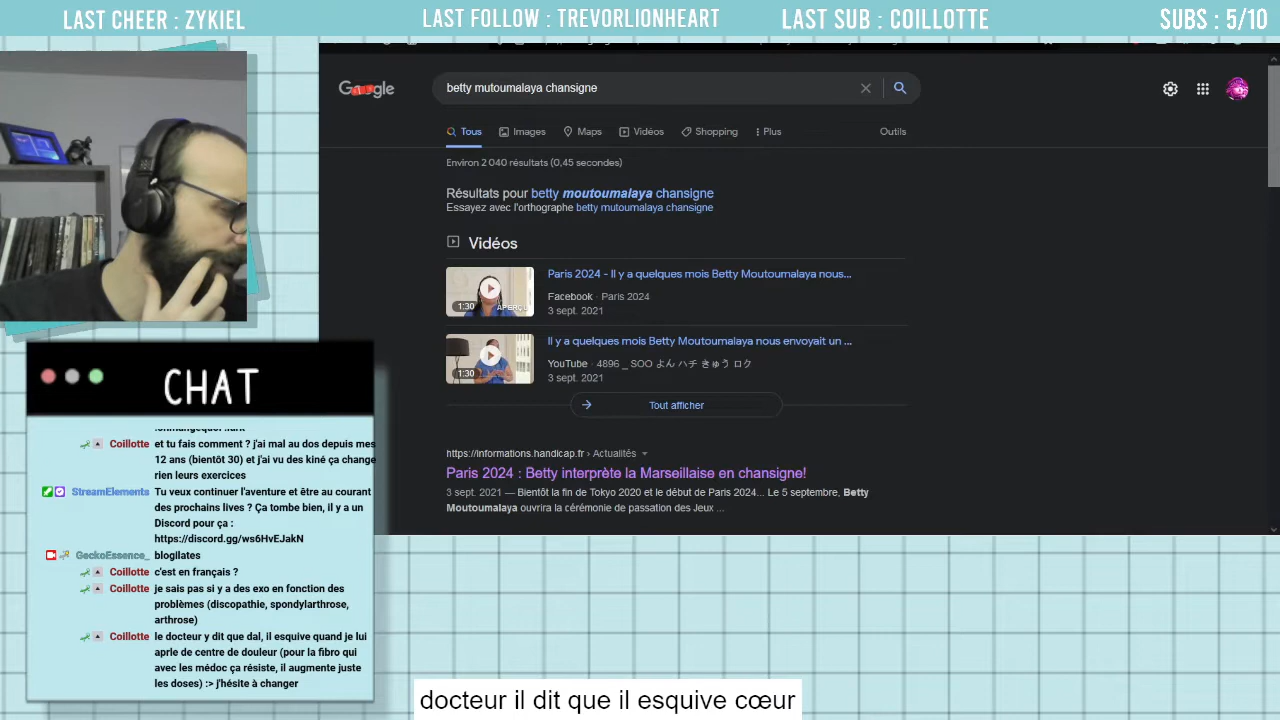 LAST CHEER : ZYKIEL
LAST FOLLOW : TREVORLIONHEART
LAST SUB : COILLOTTE
SUBS : 5/10
betty mutoumalaya chansigne
Tous
Images
Maps
Vidéos
Shopping
Plus
Outils
Environ 2 040 résultats (0,45 secondes)
Résultats pour betty moutoumalaya chansigne
Essayez avec l'orthographe betty mutoumalaya chansigne
Vidéos
Paris 2024 - Il y a quelques mois Betty Moutoumalaya nous...
Facebook · Paris 2024
3 sept. 2021
1:30
APERÇU
Il y a quelques mois Betty Moutoumalaya nous envoyait un ...
YouTube · 4896 _ SOO よん ハチ きゅう ロク
3 sept. 2021
1:30
Tout afficher
https://informations.handicap.fr › Actualités
Paris 2024 : Betty interprète la Marseillaise en chansigne!
3 sept. 2021 — Bientôt la fin de Tokyo 2020 et le début de Paris 2024... Le 5 septembre, Betty
Moutoumalaya ouvrira la cérémonie de passation des Jeux ...
CHAT
Coillotte et tu fais comment ? j'ai mal au dos depuis mes
12 ans (bientôt 30) et j'ai vu des kiné ça change
rien leurs exercices
StreamElements Tu veux continuer l'aventure et être au courant
des prochains lives ? Ça tombe bien, il y a un
Discord pour ça :
https://discord.gg/ws6HvEJakN
GeckoEssence_ blogilates
Coillotte c'est en français ?
Coillotte je sais pas si y a des exo en fonction des
problèmes (discopathie, spondylarthrose,
arthrose)
Coillotte le docteur y dit que dal, il esquive quand je lui
aprle de centre de douleur (pour la fibro qui
avec les médoc ça résiste, il augmente juste
les doses) :> j'hésite à changer
docteur il dit que il esquive cœur